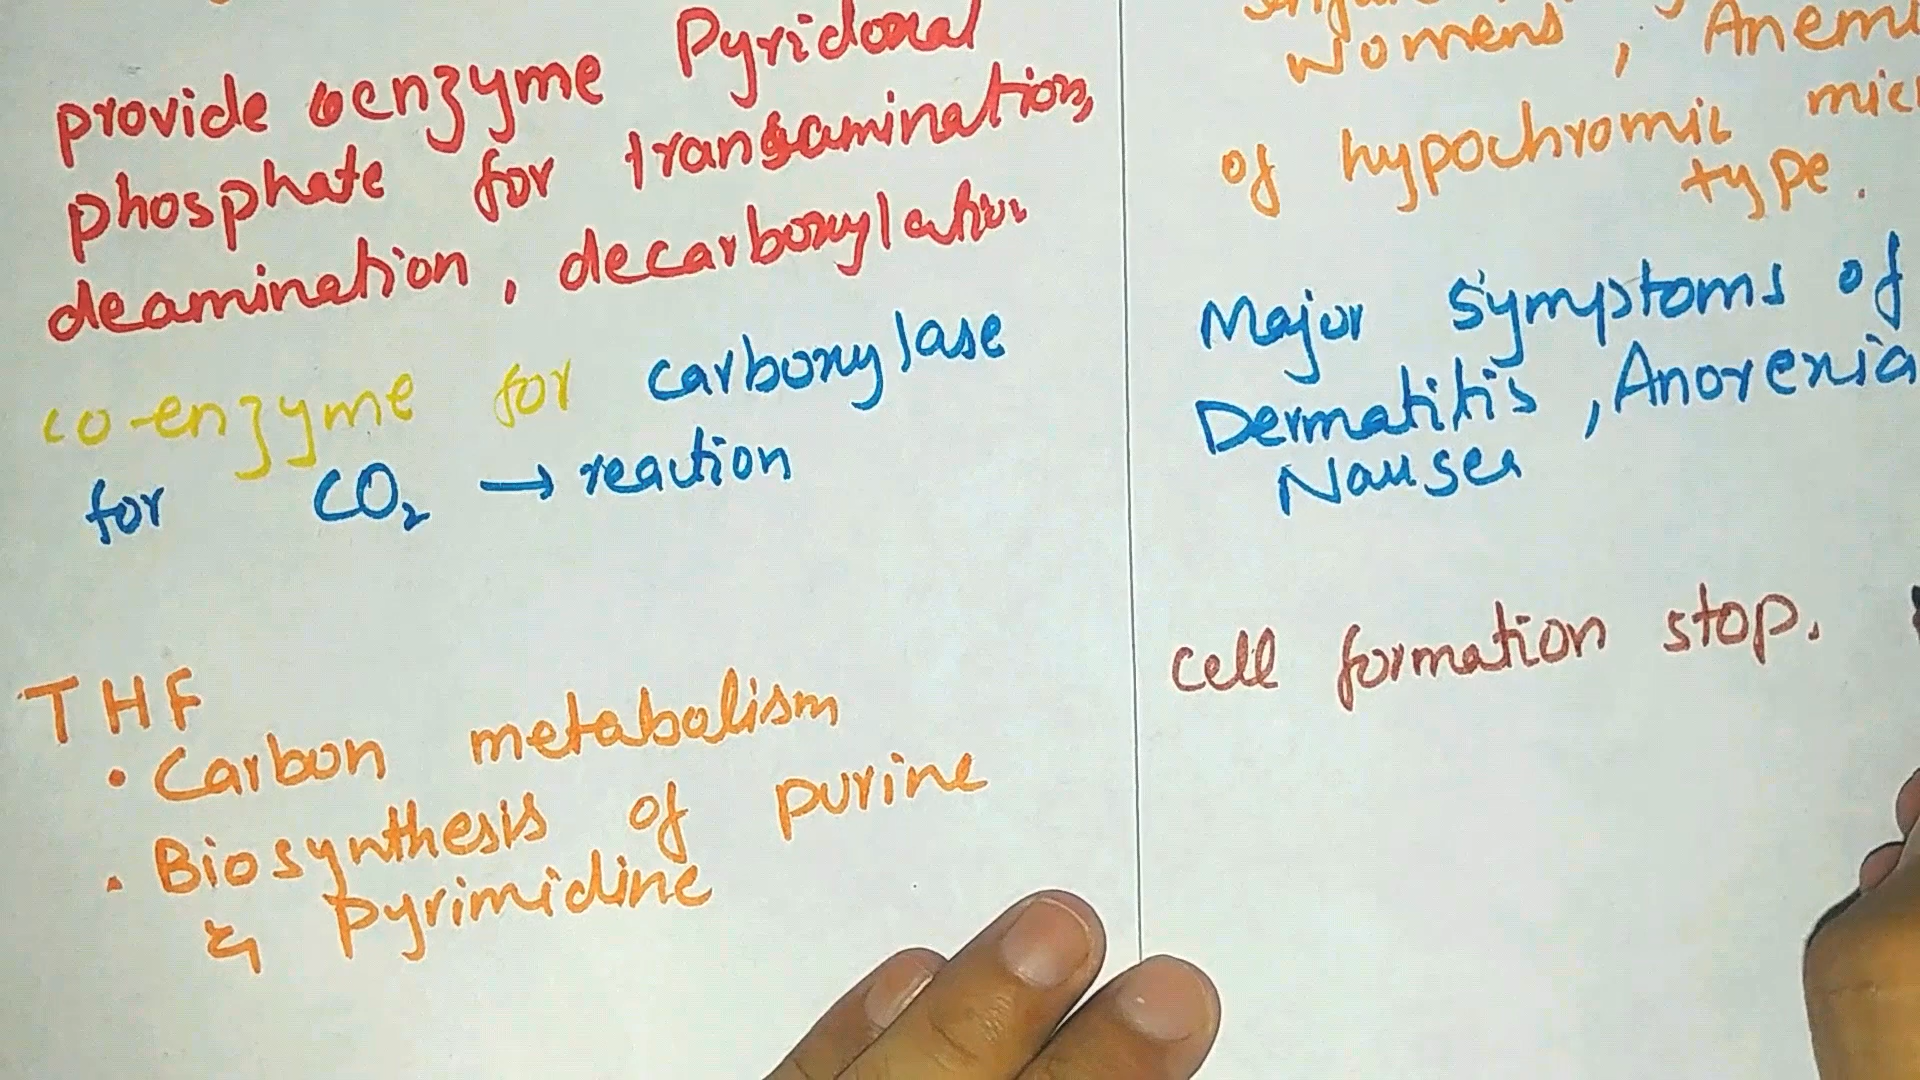 provide coenzyme Pyridoxal
phosphate for transamination,
deamination, decarboxylation
co-enzyme for carboxylase
for CO₂ → reaction
THF
• Carbon metabolism
• Biosynthesis of purine
& pyrimidine
womens, Anemi
of hypochromic mic
type.
Major symptoms of
Dermatitis, Anorexia
Nausea
cell formation stop.